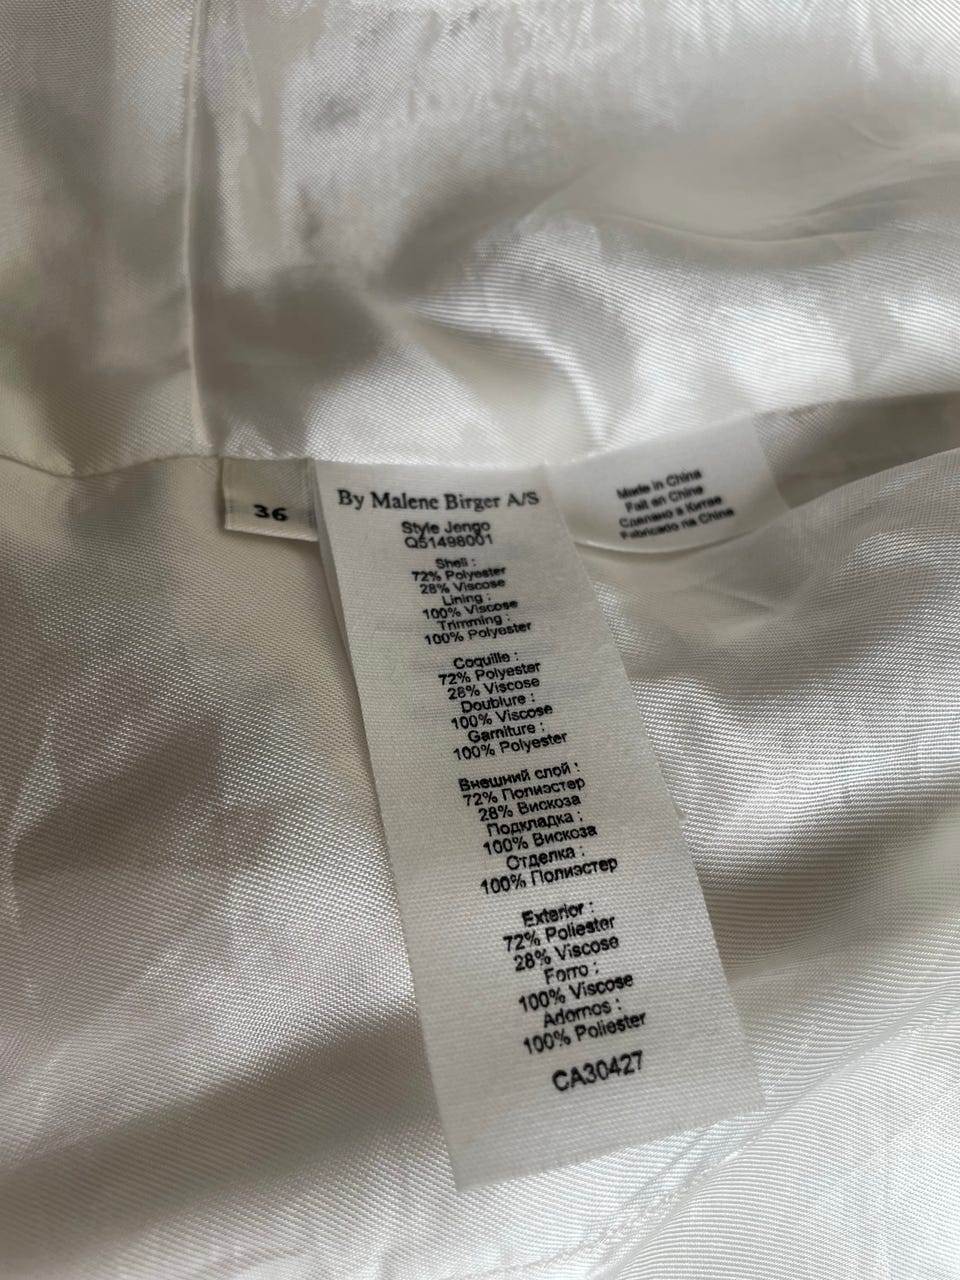 36
By Malene Birger A/S
Style Jengo
Q51498001
Shell :
72% Polyester
28% Viscose
Lining :
100% Viscose
Trimming :
100% Polyester
Coquille :
72% Polyester
28% Viscose
Doublure :
100% Viscose
Garniture :
100% Polyester
Внешний слой :
72% Полиэстер
28% Вискоза
Подкладка :
100% Вискоза
Отделка :
100% Полиэстер
Exterior :
72% Poliester
28% Viscose
Forro :
100% Viscose
Adornos :
100% Poliester
CA30427
Made in China
Fait en Chine
Сделано в Китае
Fabricado na China